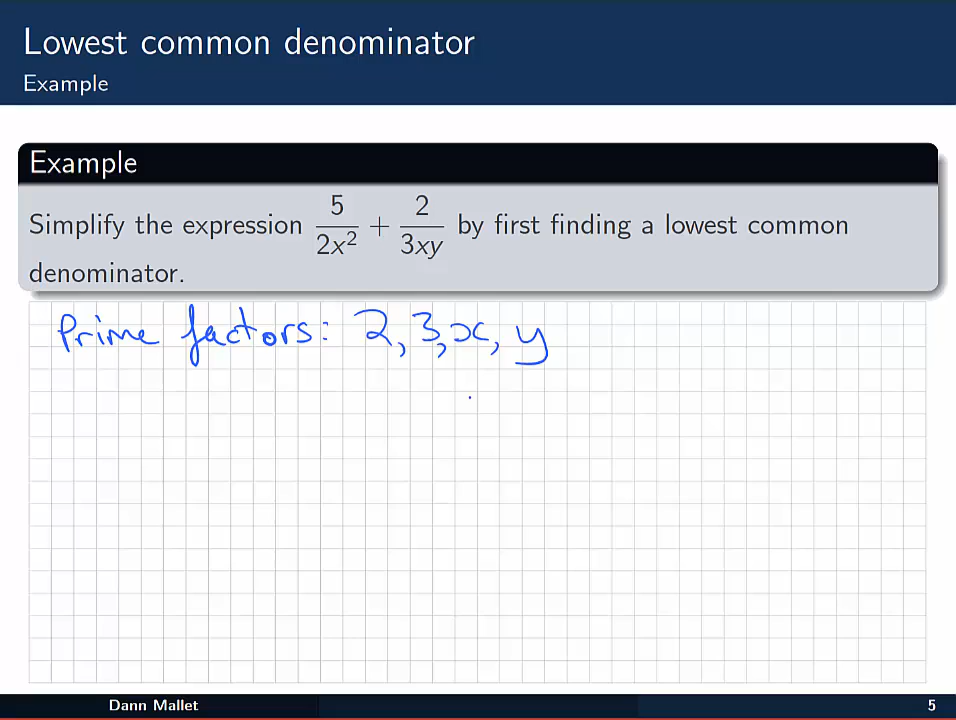 Lowest common denominator
Example
Example
Simplify the expression 5/2x² + 2/3xy by first finding a lowest common
denominator.
Prime factors: 2, 3, x, y
Dann Mallet 5